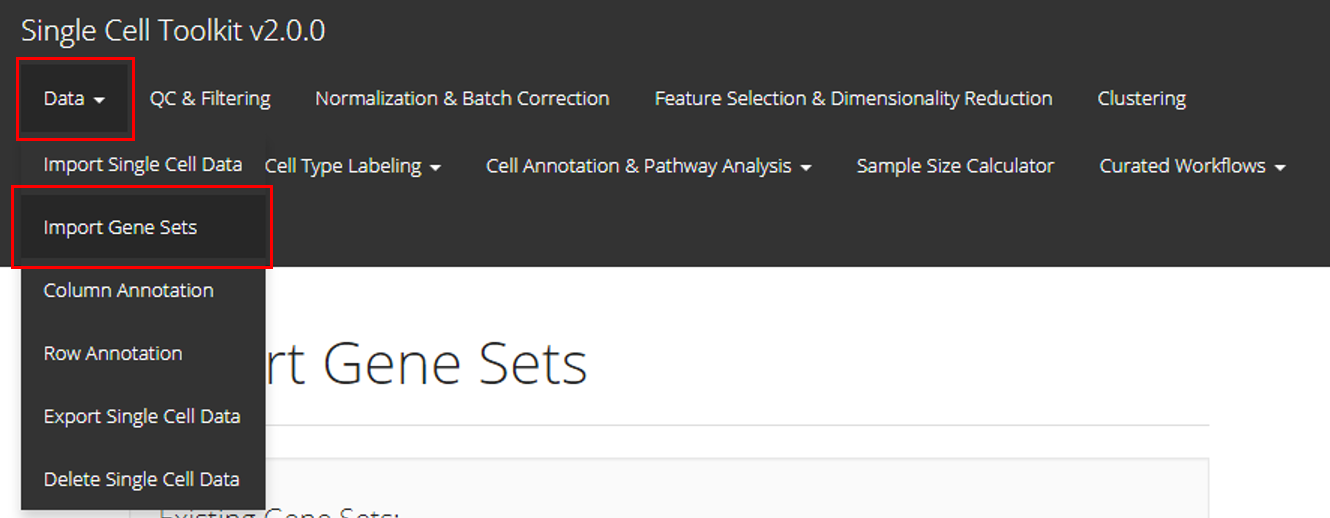 Single Cell Toolkit v2.0.0
Data QC & Filtering Normalization & Batch Correction Feature Selection & Dimensionality Reduction Clustering
Import Single Cell Data Cell Type Labeling Cell Annotation & Pathway Analysis Sample Size Calculator Curated Workflows
Import Gene Sets
Column Annotation
Row Annotation
rt Gene Sets
Export Single Cell Data
Delete Single Cell Data
Existing Gene Sets: